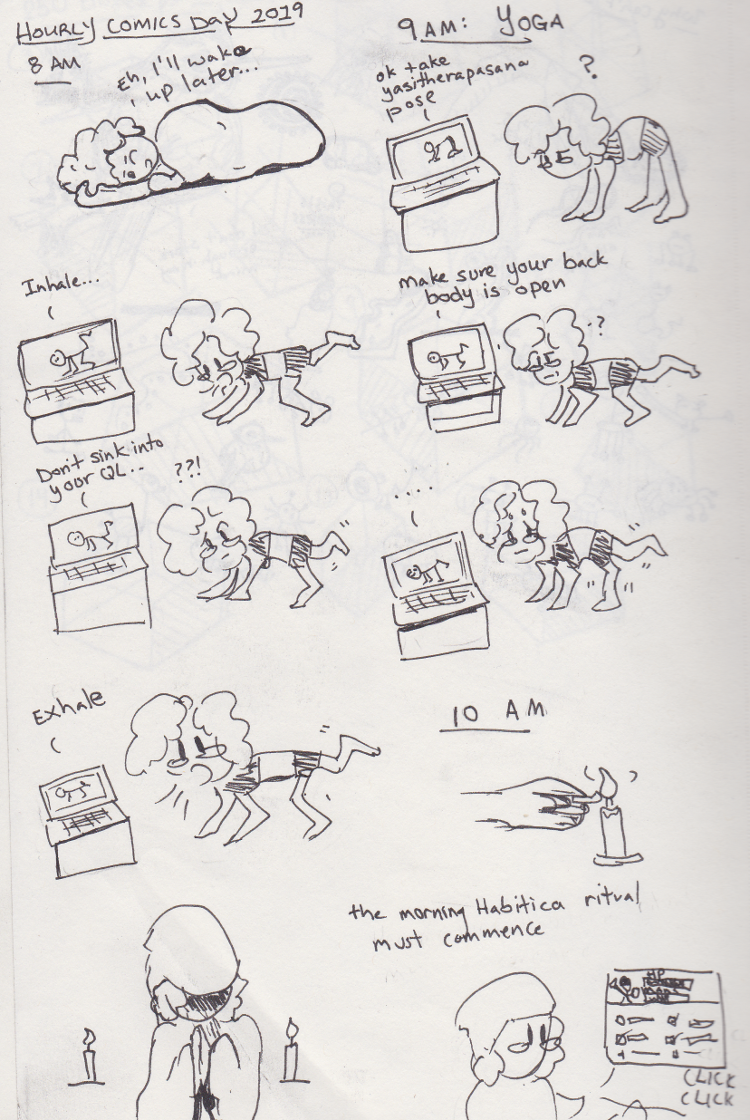 HOURLY COMICS DAY 2019
8 AM
Eh, I'll wake
up later...
9 AM: YOGA
ok take
yasitherapasana
pose
?
Inhale...
make sure your back
body is open
?
Don't sink into
your QL...
??!
....
Exhale
10 AM
the morning Habitica ritual
must commence
HP
CLICK
CLICK